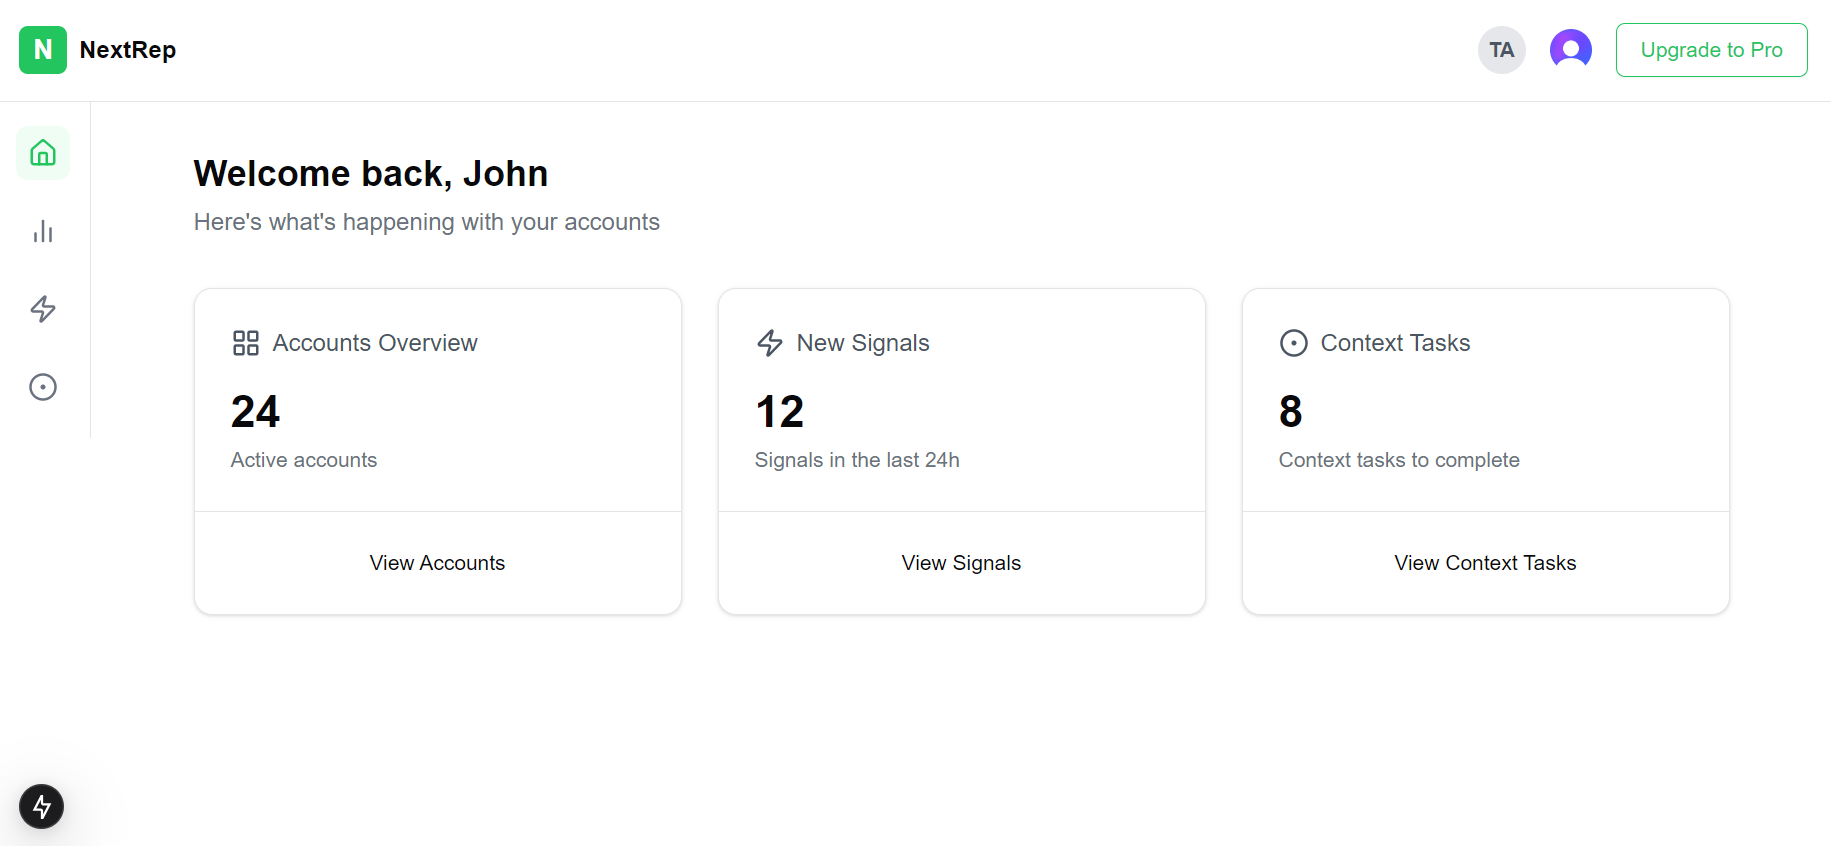 N NextRep
TA
Upgrade to Pro
Welcome back, John
Here's what's happening with your accounts
Accounts Overview
24
Active accounts
View Accounts
New Signals
12
Signals in the last 24h
View Signals
Context Tasks
8
Context tasks to complete
View Context Tasks